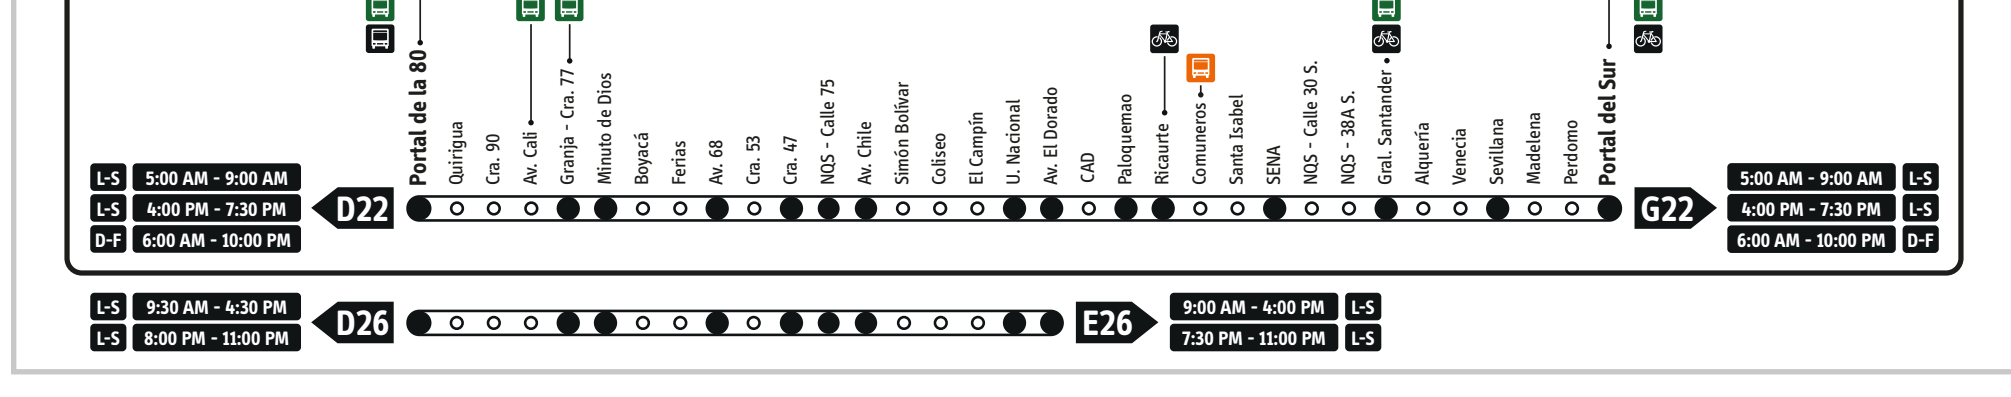 Portal de la 80
Quirigua
Cra. 90
Av. Cali
Granja - Cra. 77
Minuto de Dios
Boyacá
Ferias
Av. 68
Cra. 53
Cra. 47
NQS - Calle 75
Av. Chile
Simón Bolívar
Coliseo
El Campín
U. Nacional
Av. El Dorado
CAD
Paloquemao
Ricaurte
Comuneros
Santa Isabel
SENA
NQS - Calle 30 S.
NQS - 38A S.
Gral. Santander
Alquería
Venecia
Sevillana
Madelena
Perdomo
Portal del Sur
L-S 5:00 AM - 9:00 AM
L-S 4:00 PM - 7:30 PM
D-F 6:00 AM - 10:00 PM
D22
G22
5:00 AM - 9:00 AM L-S
4:00 PM - 7:30 PM L-S
6:00 AM - 10:00 PM D-F
L-S 9:30 AM - 4:30 PM
L-S 8:00 PM - 11:00 PM
D26
E26
9:00 AM - 4:00 PM L-S
7:30 PM - 11:00 PM L-S